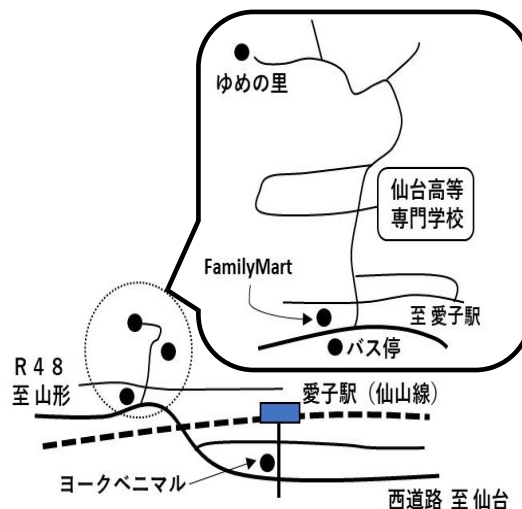 ゆめの里
仙台高等
専門学校
FamilyMart
至 愛子駅
バス停
R48
至 山形
愛子駅（仙山線）
ヨークベニマル
西道路 至 仙台